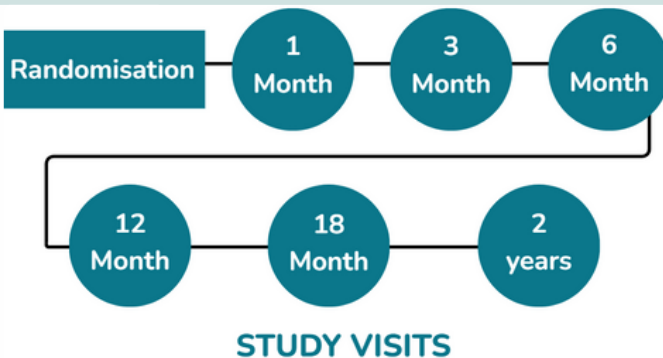 Randomisation
1
Month
3
Month
6
Month
12
Month
18
Month
2
years
STUDY VISITS